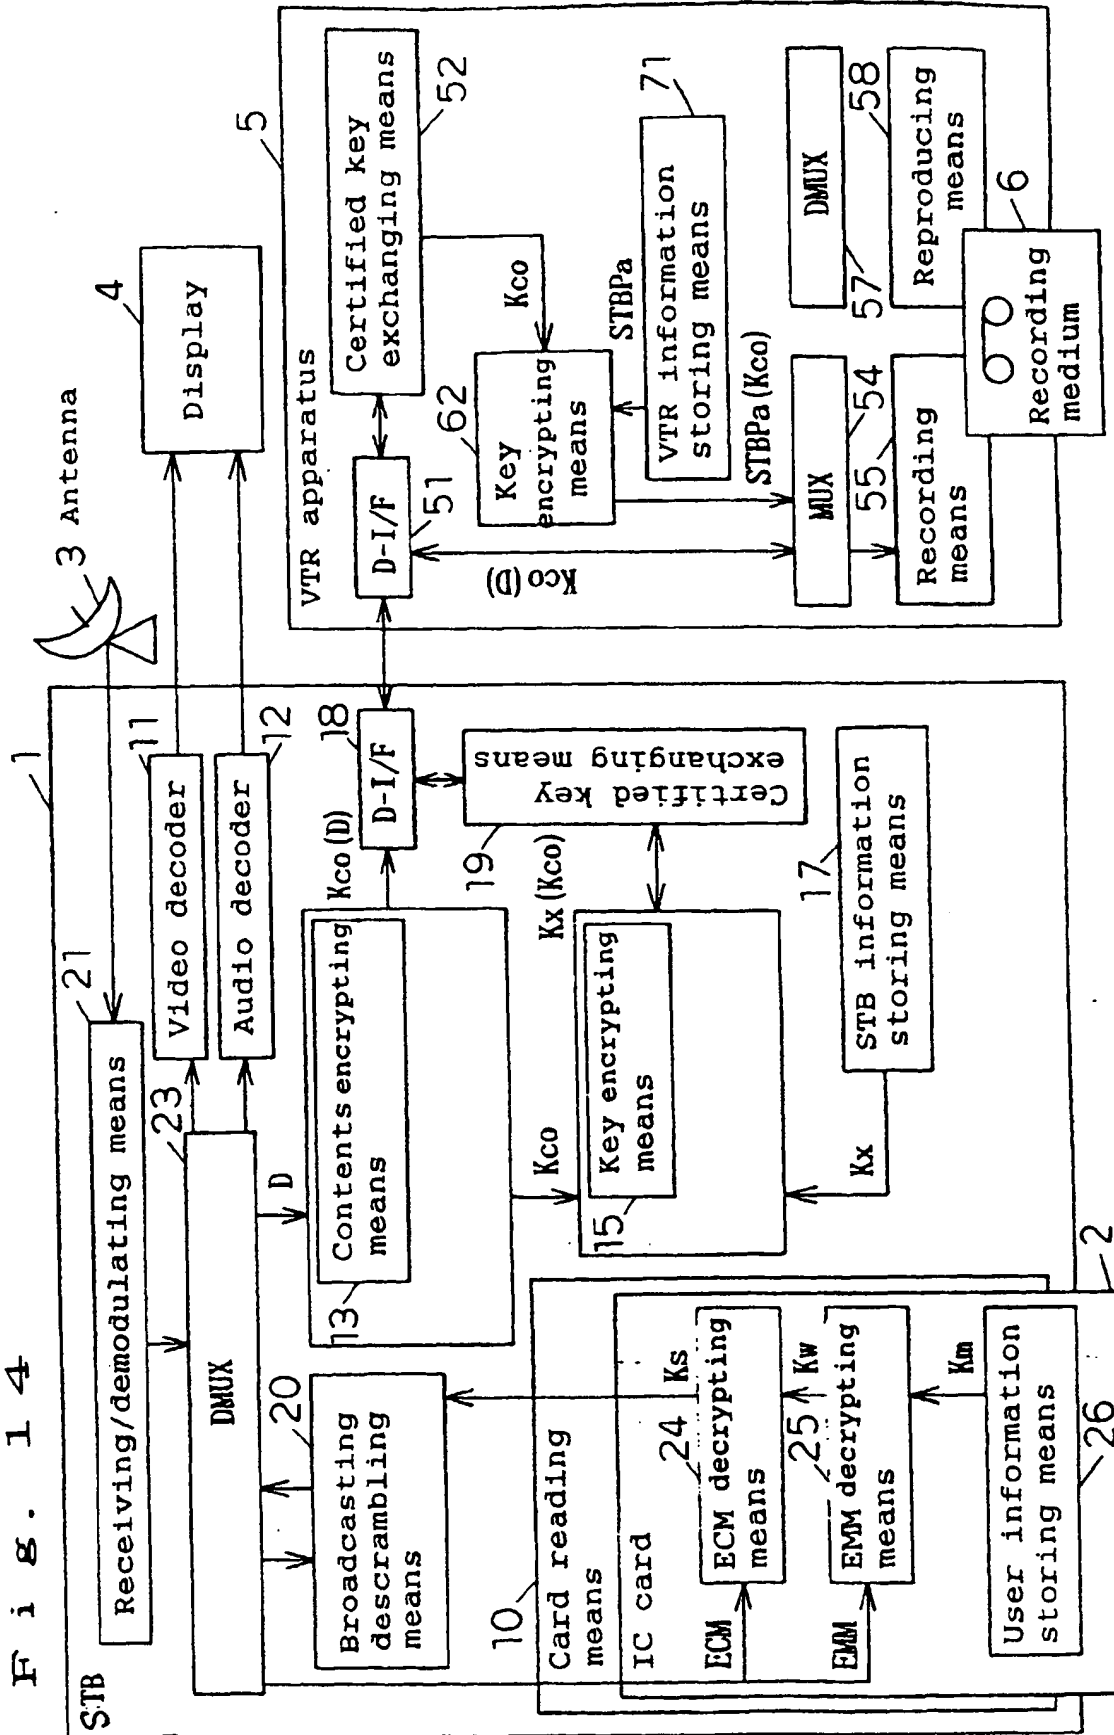 Fig. 14
STB
1
21
Receiving/demodulating means
3 Antenna
4
Display
23
DMUX
11
Video decoder
12
Audio decoder
20
Broadcasting
descrambling
means
D
13
Contents encrypting
means
Kco(D)
18
D-I/F
19
Certified key
exchanging means
Kx(Kco)
Kco
15
Key encrypting
means
Kx
17
STB information
storing means
10
Card reading
means
IC card
2
Ks
24
ECM decrypting
means
ECM
Kw
25
EMM decrypting
means
EMM
Km
User information
storing means
26
5
VTR apparatus
D-I/F
51
Certified key
exchanging means
52
Kco
62
Key
encrypting
means
STBPa
71
VTR information
storing means
STBPa(Kco)
Kco(D)
MUX
54
55
Recording
means
DMUX
57
58
Reproducing
means
6
Recording
medium